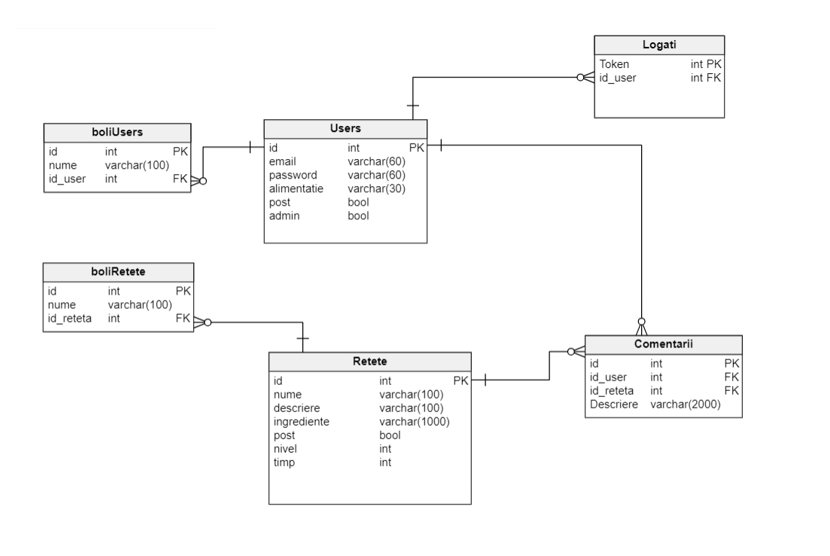 Logati
Token int PK
id_user int FK
boliUsers
id int PK
nume varchar(100)
id_user int FK
Users
id int PK
email varchar(60)
password varchar(60)
alimentatie varchar(30)
post bool
admin bool
boliRetete
id int PK
nume varchar(100)
id_reteta int FK
Retete
id int PK
nume varchar(100)
descriere varchar(100)
ingrediente varchar(1000)
post bool
nivel int
timp int
Comentarii
id int PK
id_user int FK
id_reteta int FK
Descriere varchar(2000)